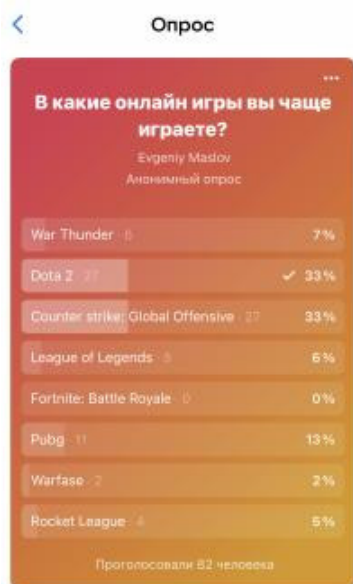 Опрос
В какие онлайн игры вы чаще
играете?
Evgeniy Maslov
Анонимный опрос
War Thunder · 6 7%
Dota 2 · 27 33%
Counter strike: Global Offensive · 27 33%
League of Legends · 5 6%
Fortnite: Battle Royale · 0 0%
Pubg · 11 13%
Warfase · 2 2%
Rocket League · 4 5%
Проголосовали 82 человека